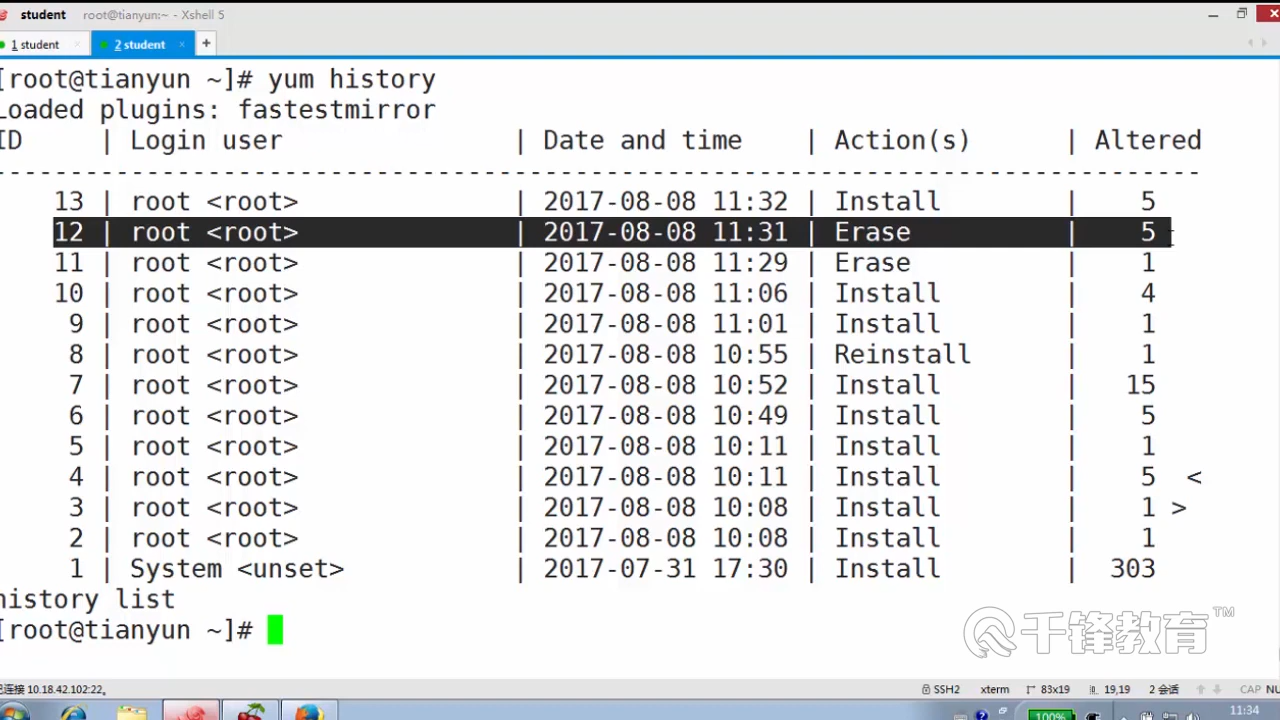 student root@tianyun:~ - Xshell 5
1 student × 2 student × +
[root@tianyun ~]# yum history
Loaded plugins: fastestmirror
ID | Login user | Date and time | Action(s) | Altered
-------------------------------------------------------------------------------
13 | root <root> | 2017-08-08 11:32 | Install | 5
12 | root <root> | 2017-08-08 11:31 | Erase | 5
11 | root <root> | 2017-08-08 11:29 | Erase | 1
10 | root <root> | 2017-08-08 11:06 | Install | 4
9 | root <root> | 2017-08-08 11:01 | Install | 1
8 | root <root> | 2017-08-08 10:55 | Reinstall | 1
7 | root <root> | 2017-08-08 10:52 | Install | 15
6 | root <root> | 2017-08-08 10:49 | Install | 5
5 | root <root> | 2017-08-08 10:11 | Install | 1
4 | root <root> | 2017-08-08 10:11 | Install | 5 <
3 | root <root> | 2017-08-08 10:08 | Install | 1 >
2 | root <root> | 2017-08-08 10:08 | Install | 1
1 | System <unset> | 2017-07-31 17:30 | Install | 303
history list
[root@tianyun ~]#
千锋教育™
已连接 10.18.42.102:22。 SSH2 xterm 83x19 19,19 2 会话 CAP NU
100% 11:34